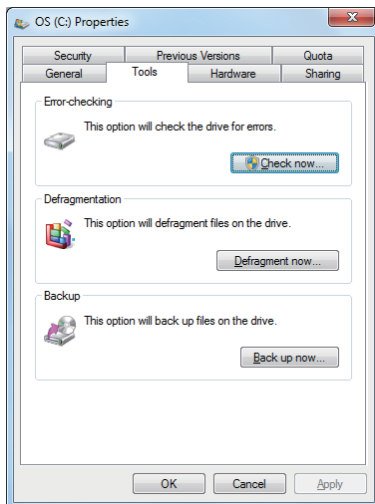 OS (C:) Properties
Security Previous Versions Quota
General Tools Hardware Sharing
Error-checking
This option will check the drive for errors.
Check now...
Defragmentation
This option will defragment files on the drive.
Defragment now...
Backup
This option will back up files on the drive.
Back up now...
OK Cancel Apply